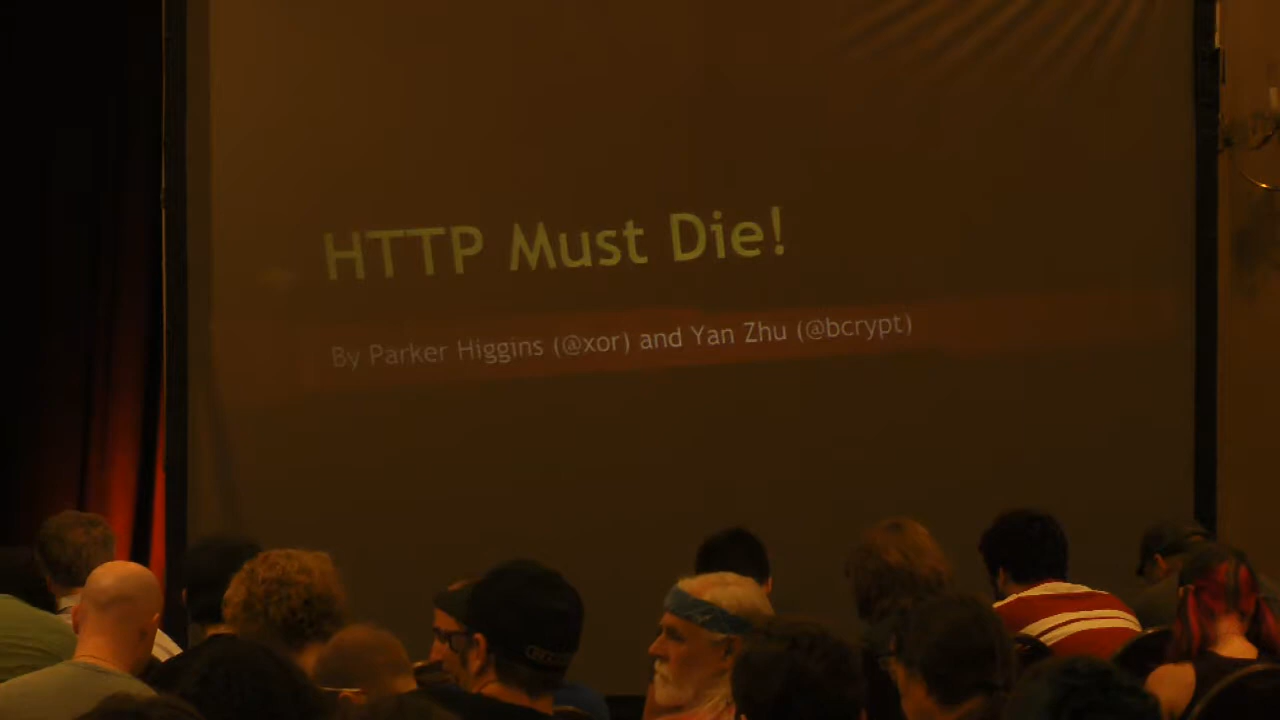 HTTP Must Die!
By Parker Higgins (@xor) and Yan Zhu (@bcrypt)